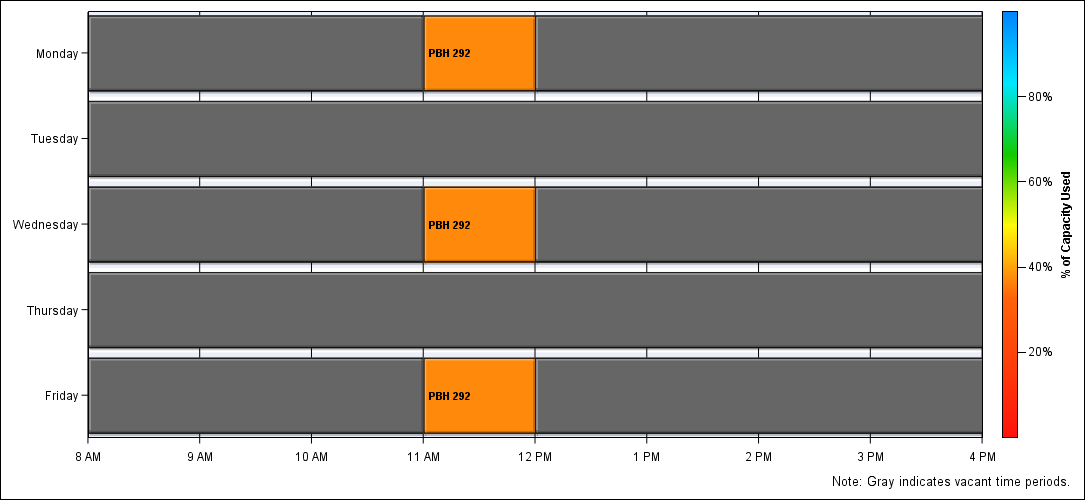 Monday
PBH 292
Tuesday
Wednesday
PBH 292
Thursday
Friday
PBH 292
8 AM 9 AM 10 AM 11 AM 12 PM 1 PM 2 PM 3 PM 4 PM
80%
60%
40%
20%
% of Capacity Used
Note: Gray indicates vacant time periods.